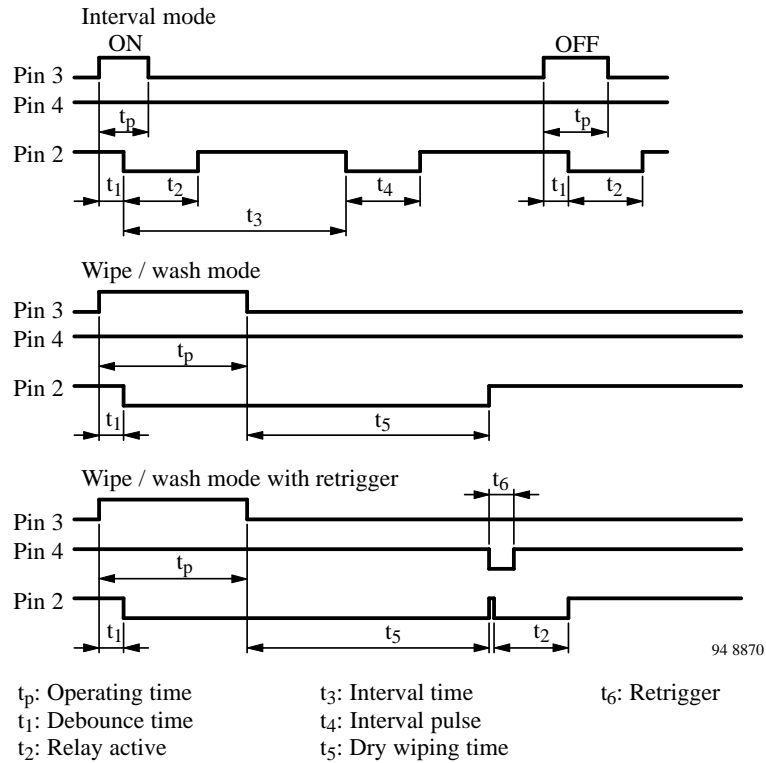 Interval mode
ON OFF
Pin 3
Pin 4
tp tp
Pin 2
t1 t2 t4 t1 t2
t3
Wipe / wash mode
Pin 3
Pin 4
tp
Pin 2
t1 t5
Wipe / wash mode with retrigger t6
Pin 3
Pin 4
tp
Pin 2
t1 t5 t2
94 8870
tp: Operating time t3: Interval time t6: Retrigger
t1: Debounce time t4: Interval pulse
t2: Relay active t5: Dry wiping time